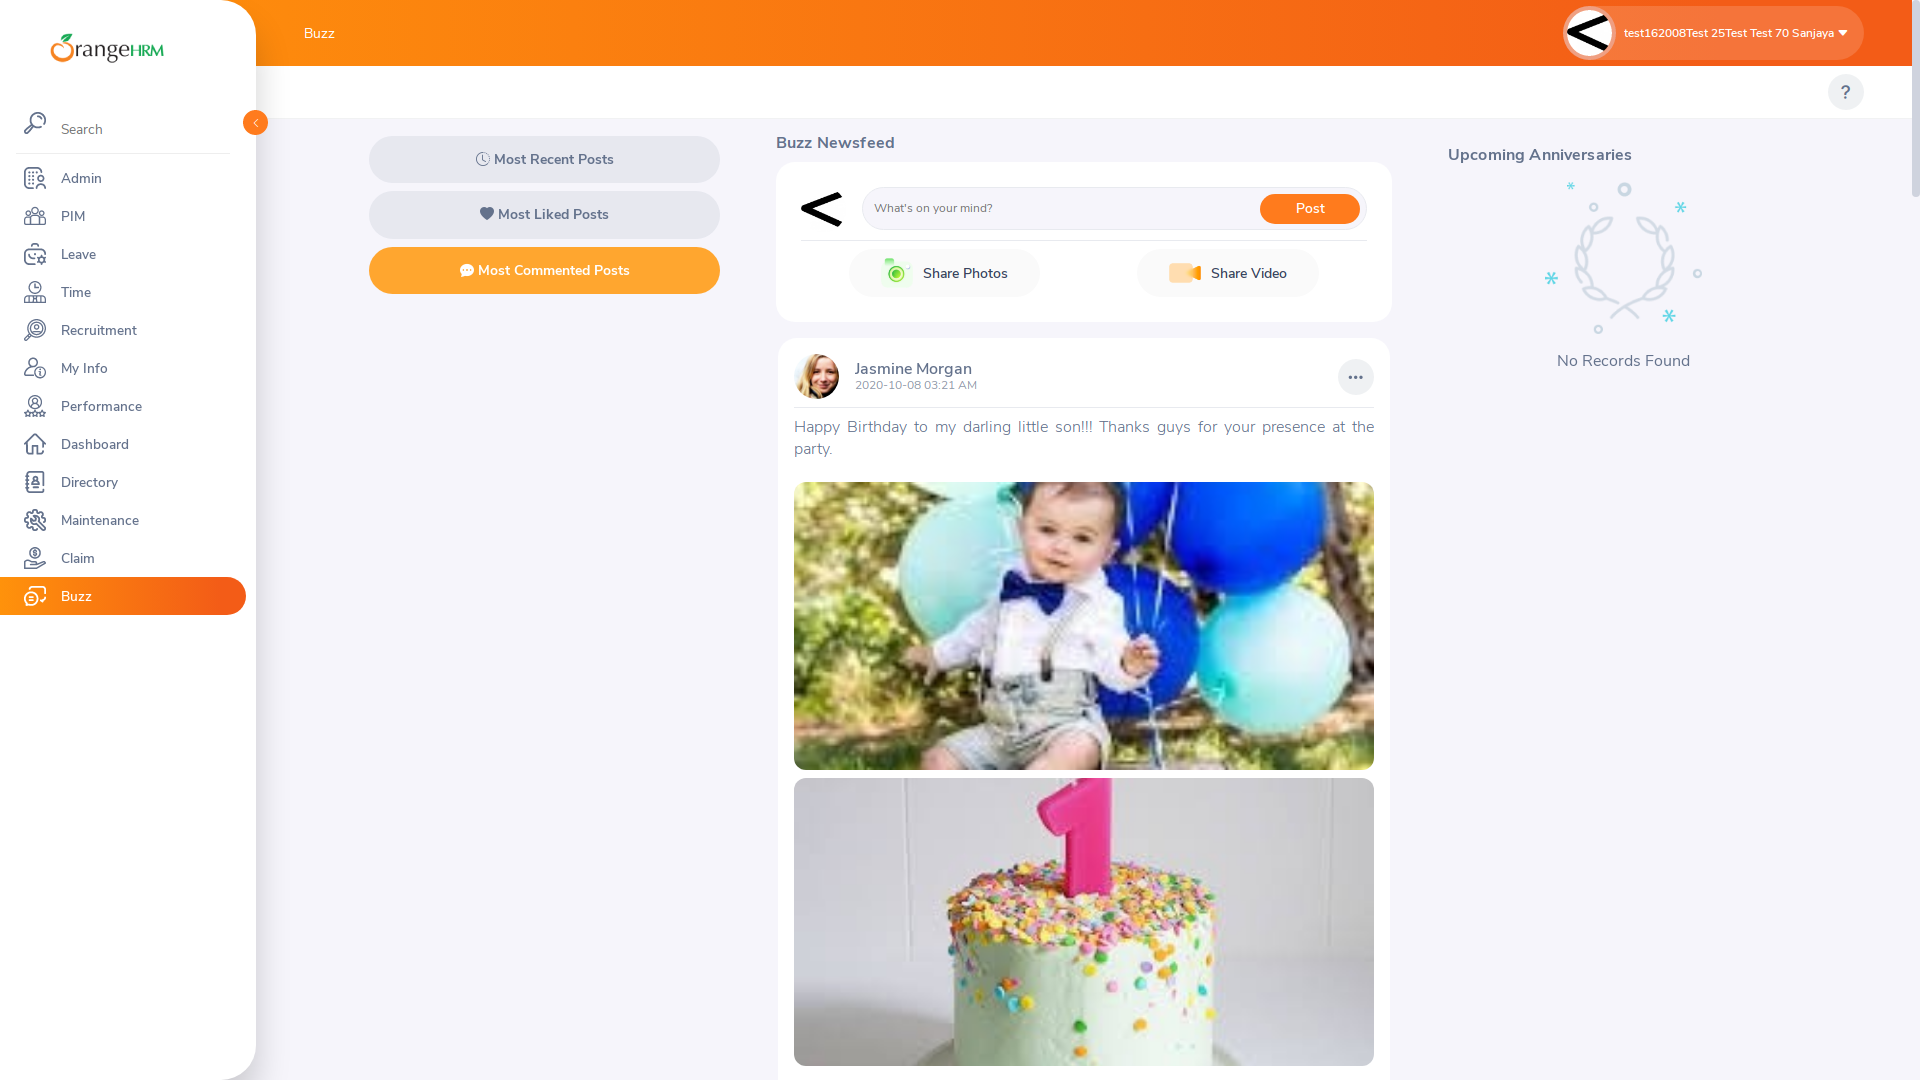 OrangeHRM
Search
Admin
PIM
Leave
Time
Recruitment
My Info
Performance
Dashboard
Directory
Maintenance
Claim
Buzz
Buzz
test162008Test 25Test Test 70 Sanjaya
?
Most Recent Posts
Most Liked Posts
Most Commented Posts
Buzz Newsfeed
What's on your mind?
Post
Share Photos
Share Video
Jasmine Morgan
2020-10-08 03:21 AM
Happy Birthday to my darling little son!!! Thanks guys for your presence at the
party.
1
Upcoming Anniversaries
No Records Found